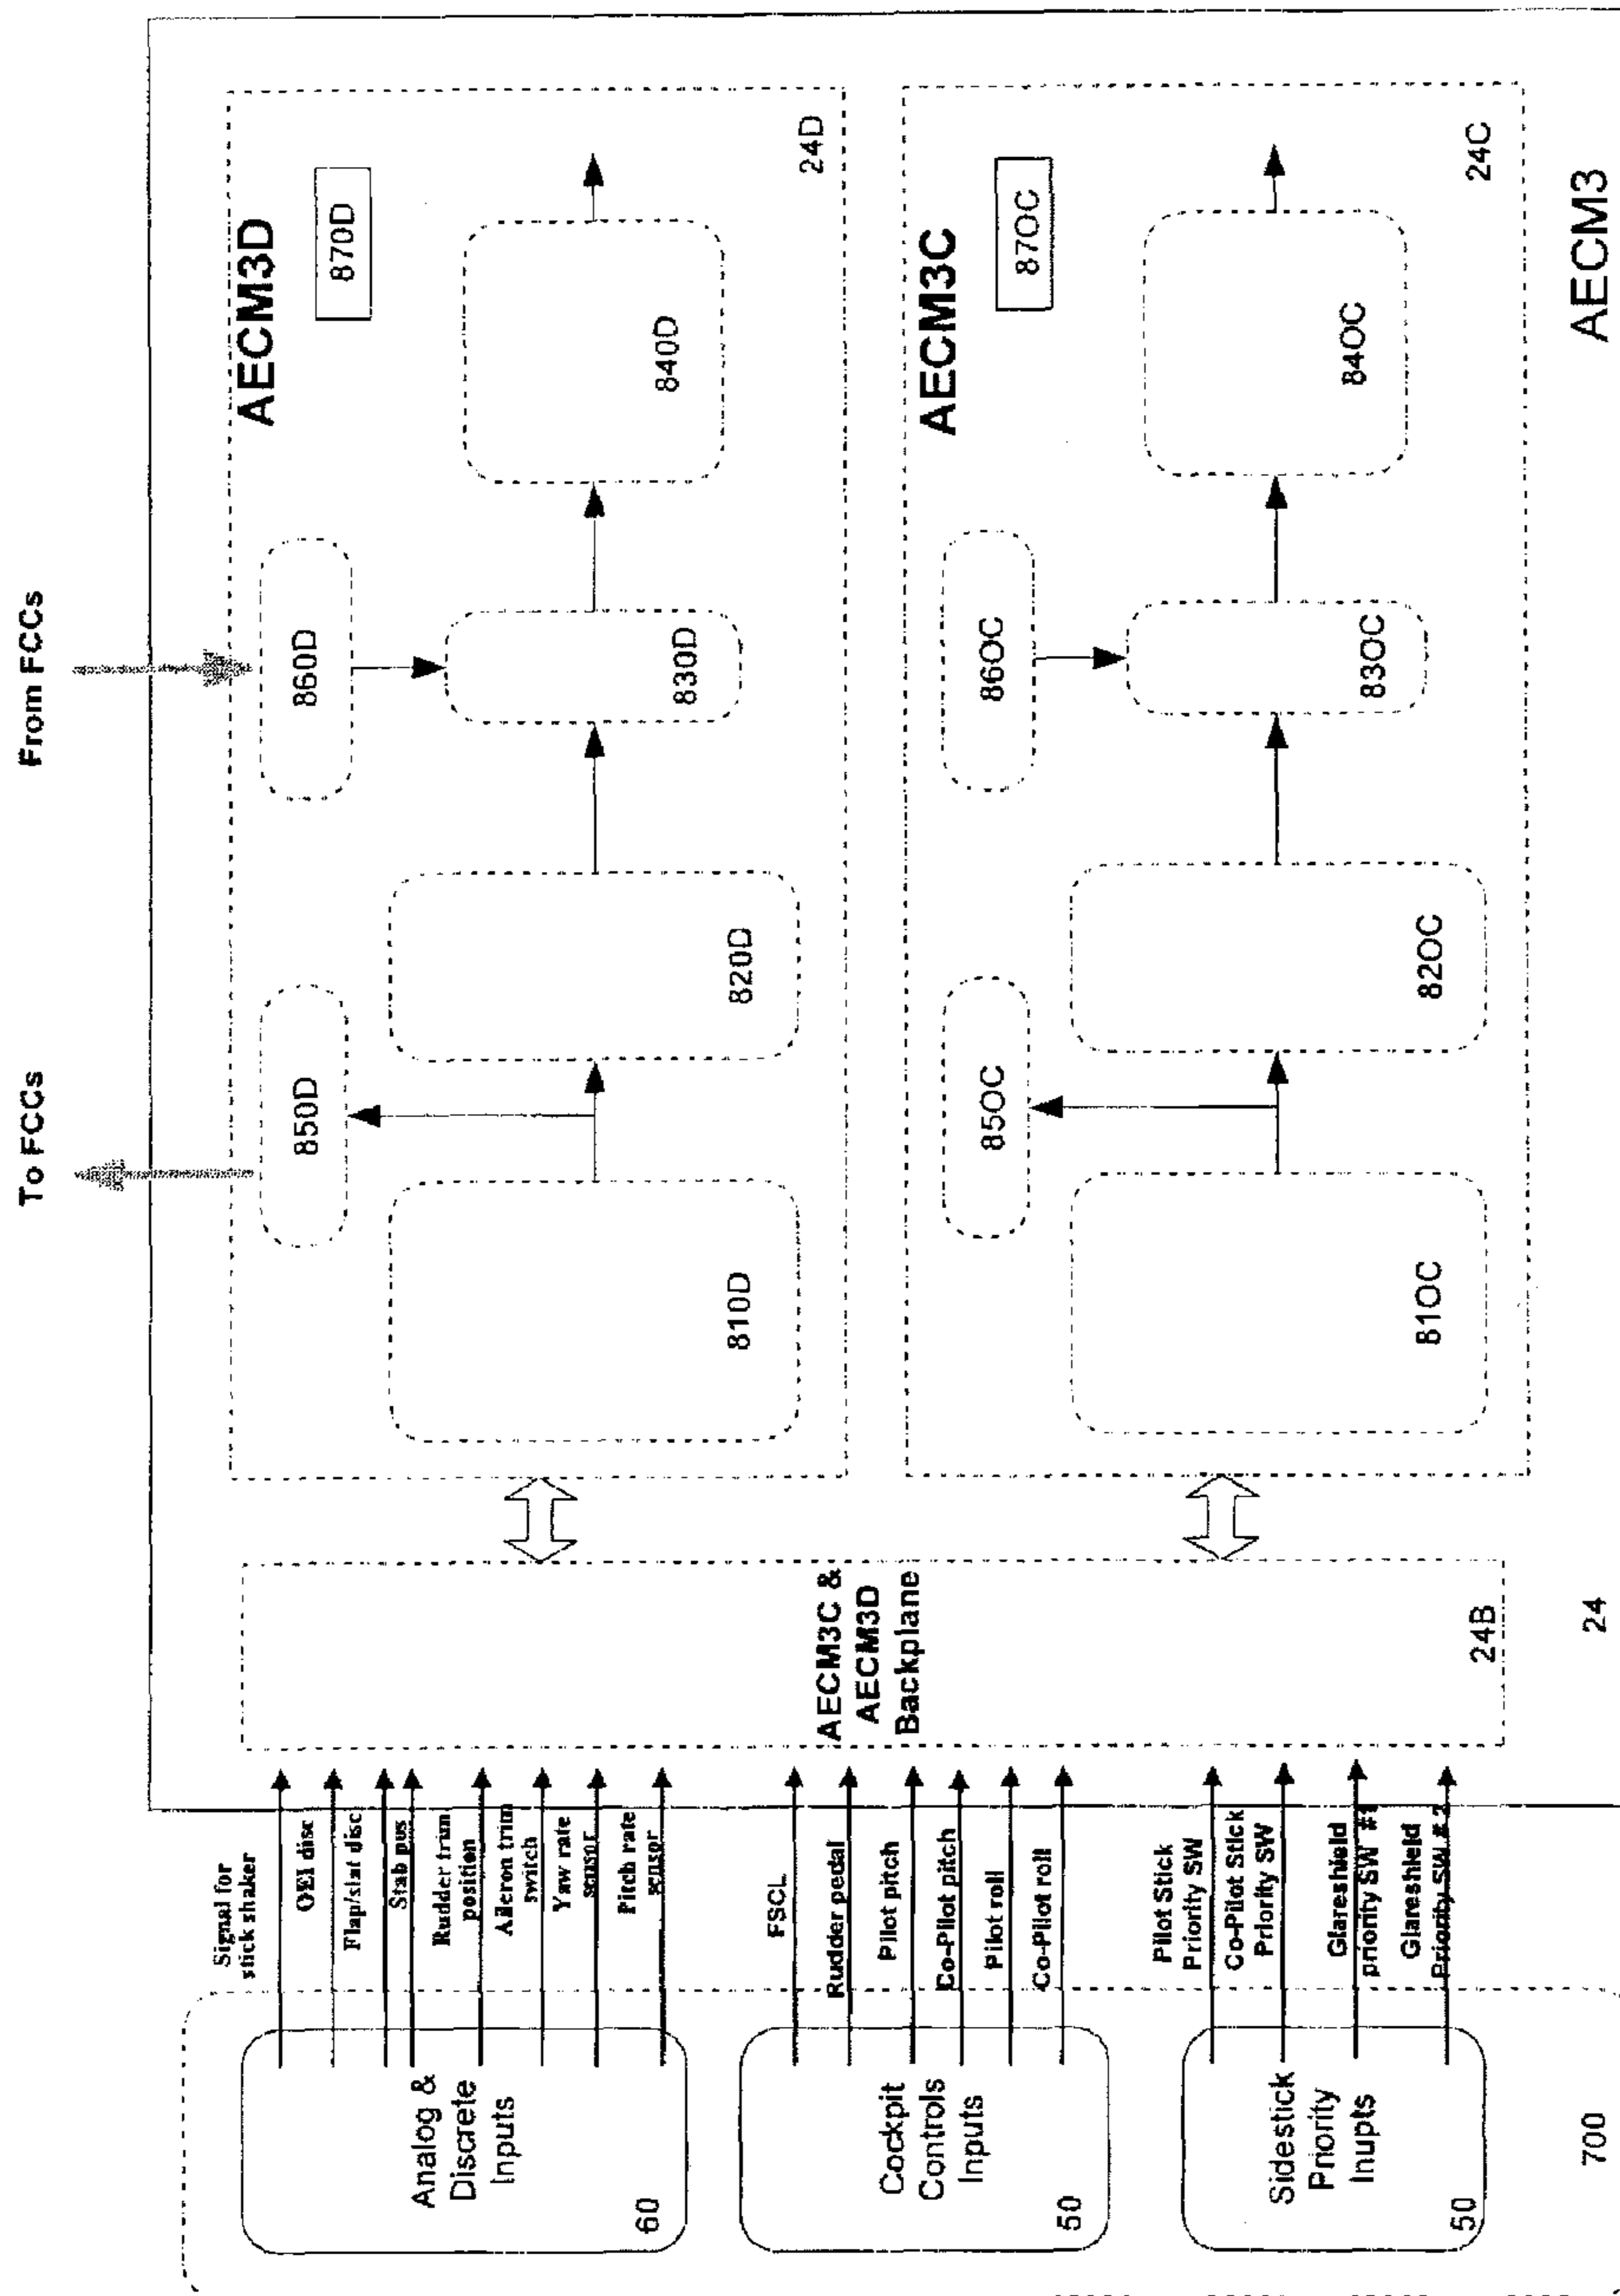 To FCCs
From FCCs
AECM3D
870D
850D
860D
810D
820D
830D
840D
24D
AECM3C
87OC
85OC
86OC
81OC
82OC
83OC
84OC
24C
AECM3
AECM3C &
AECM3D
Backplane
24B
24
Signal for
stick shaker
OEI disc
Flap/slat disc
Stab pos
Rudder trim
position
Aileron trim
switch
Yaw rate
sensor
Pitch rate
sensor
FSCL
Rudder pedal
Pilot pitch
Co-Pilot pitch
Pilot roll
Co-Pilot roll
Pilot Stick
Priority SW
Co-Pilot Stick
Priority SW
Glareshield
priority SW #1
Glareshield
Priority SW # 2
Analog &
Discrete
Inputs
60
Cockpit
Controls
Inputs
50
Sidestick
Priority
Inupts
50
700